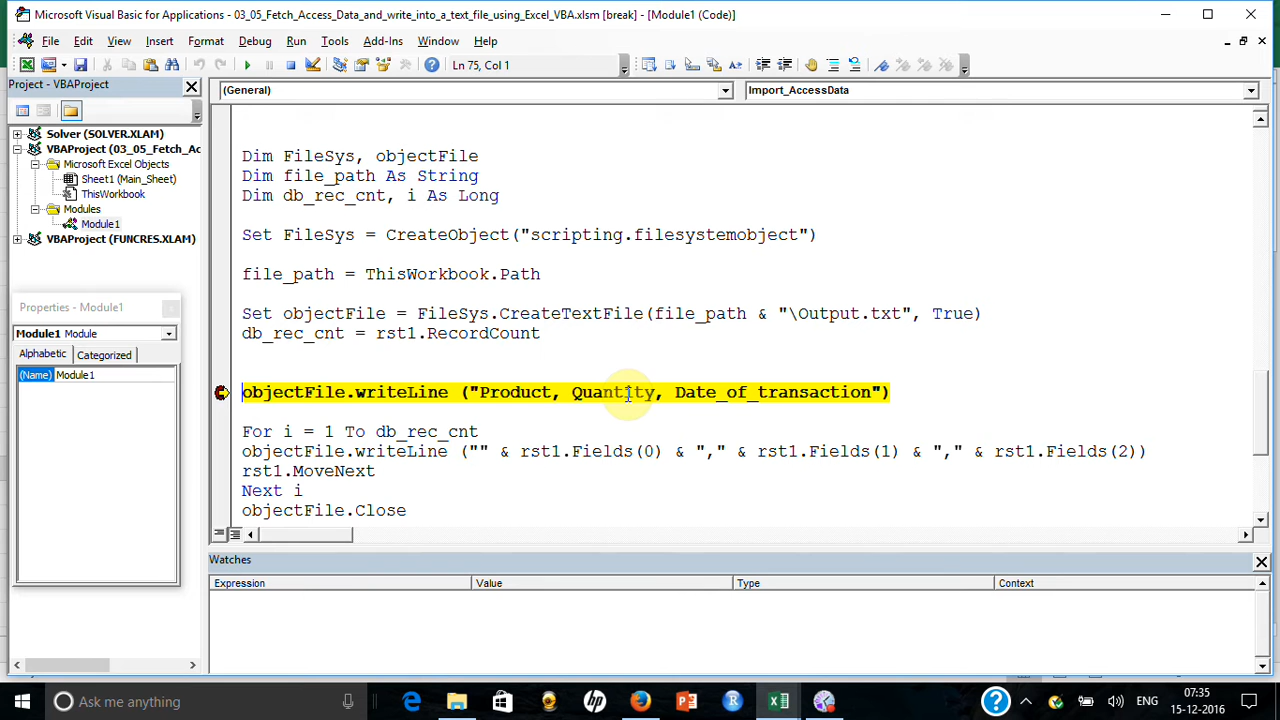 Microsoft Visual Basic for Applications - 03_05_Fetch_Access_Data_and_write_into_a_text_file_using_Excel_VBA.xlsm [break] - [Module1 (Code)]
File Edit View Insert Format Debug Run Tools Add-Ins Window Help
Ln 75, Col 1
Project - VBAProject
(General) Import_AccessData
Solver (SOLVER.XLAM)
VBAProject (03_05_Fetch_Ac
Microsoft Excel Objects
Sheet1 (Main_Sheet)
ThisWorkbook
Modules
Module1
VBAProject (FUNCRES.XLAM)
Properties - Module1
Module1 Module
Alphabetic Categorized
(Name) Module1
Dim FileSys, objectFile
Dim file_path As String
Dim db_rec_cnt, i As Long
Set FileSys = CreateObject("scripting.filesystemobject")
file_path = ThisWorkbook.Path
Set objectFile = FileSys.CreateTextFile(file_path & "\Output.txt", True)
db_rec_cnt = rst1.RecordCount
objectFile.writeLine ("Product, Quantity, Date_of_transaction")
For i = 1 To db_rec_cnt
objectFile.writeLine ("" & rst1.Fields(0) & "," & rst1.Fields(1) & "," & rst1.Fields(2))
rst1.MoveNext
Next i
objectFile.Close
Watches
Expression Value Type Context
Ask me anything
ENG
07:35
15-12-2016